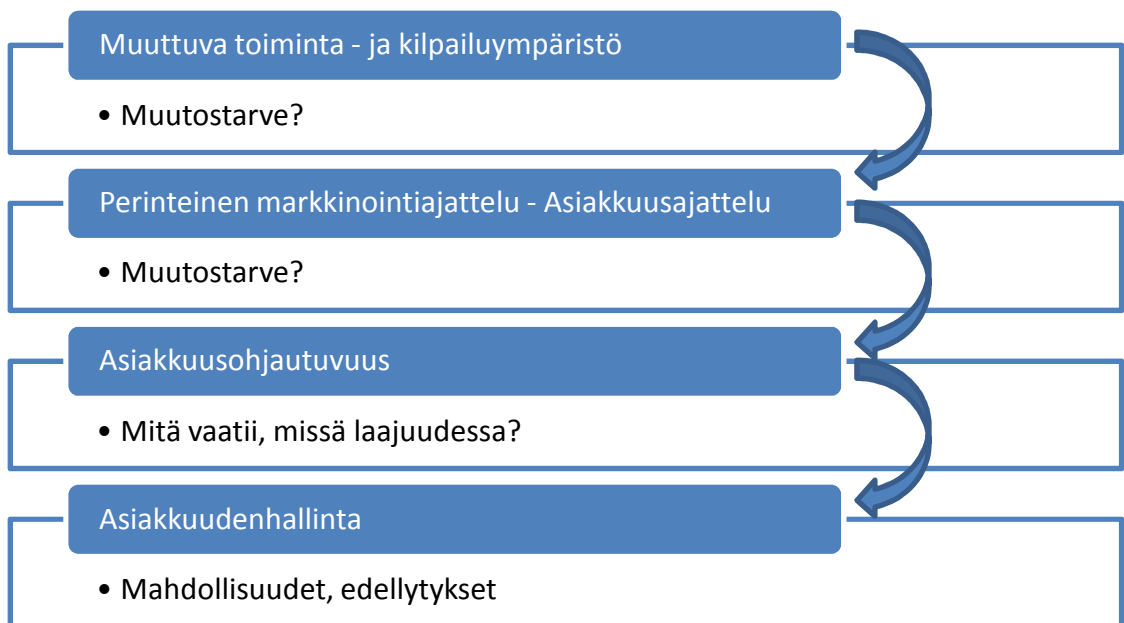 Muuttuva toiminta - ja kilpailuympäristö
• Muutostarve?
Perinteinen markkinointiajattelu - Asiakkuusajattelu
• Muutostarve?
Asiakkuusohjautuvuus
• Mitä vaatii, missä laajuudessa?
Asiakkuudenhallinta
• Mahdollisuudet, edellytykset